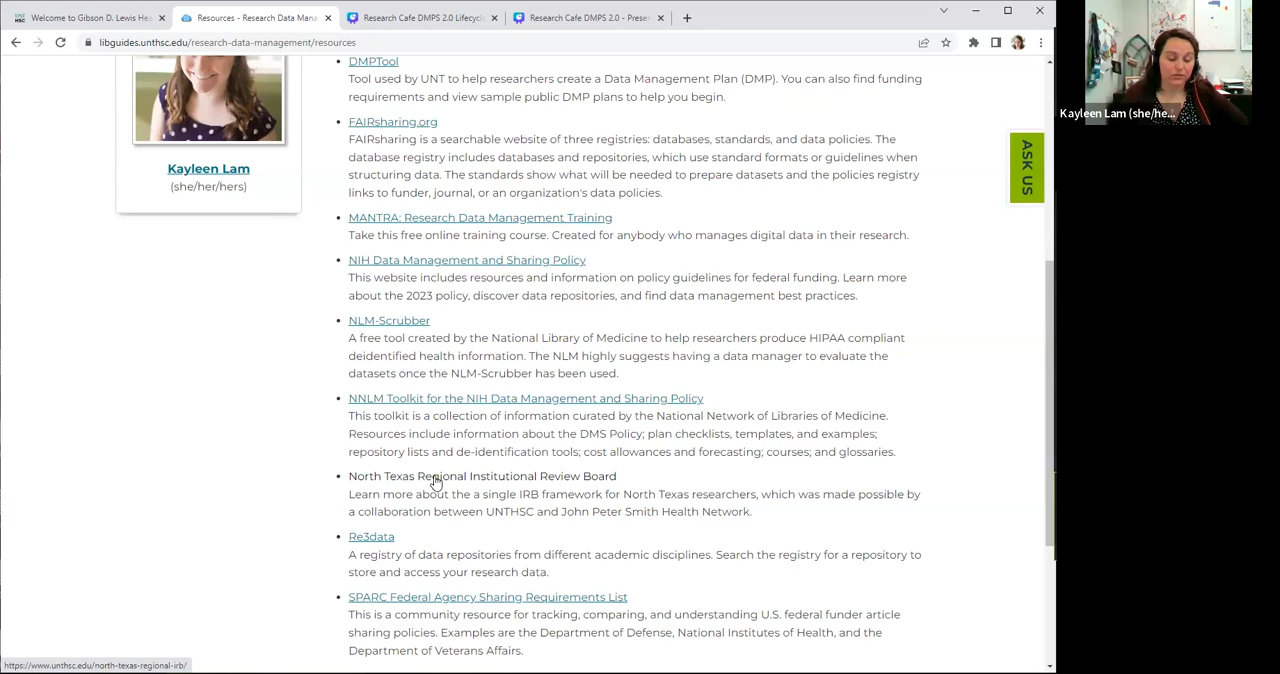 Welcome to Gibson D. Lewis Hea
Resources - Research Data Mana
Research Cafe DMPS 2.0 Lifecycl
Research Cafe DMPS 2.0 - Presen
libguides.unthsc.edu/research-data-management/resources
Kayleen Lam
(she/her/hers)
DMPTool
Tool used by UNT to help researchers create a Data Management Plan (DMP). You can also find funding
requirements and view sample public DMP plans to help you begin.
FAIRsharing.org
FAIRsharing is a searchable website of three registries: databases, standards, and data policies. The
database registry includes databases and repositories, which use standard formats or guidelines when
structuring data. The standards show what will be needed to prepare datasets and the policies registry
links to funder, journal, or an organization's data policies.
MANTRA: Research Data Management Training
Take this free online training course. Created for anybody who manages digital data in their research.
NIH Data Management and Sharing Policy
This website includes resources and information on policy guidelines for federal funding. Learn more
about the 2023 policy, discover data repositories, and find data management best practices.
NLM-Scrubber
A free tool created by the National Library of Medicine to help researchers produce HIPAA compliant
deidentified health information. The NLM highly suggests having a data manager to evaluate the
datasets once the NLM-Scrubber has been used.
NNLM Toolkit for the NIH Data Management and Sharing Policy
This toolkit is a collection of information curated by the National Network of Libraries of Medicine.
Resources include information about the DMS Policy; plan checklists, templates, and examples;
repository lists and de-identification tools; cost allowances and forecasting; courses; and glossaries.
North Texas Regional Institutional Review Board
Learn more about the a single IRB framework for North Texas researchers, which was made possible by
a collaboration between UNTHSC and John Peter Smith Health Network.
Re3data
A registry of data repositories from different academic disciplines. Search the registry for a repository to
store and access your research data.
SPARC Federal Agency Sharing Requirements List
This is a community resource for tracking, comparing, and understanding U.S. federal funder article
sharing policies. Examples are the Department of Defense, National Institutes of Health, and the
Department of Veterans Affairs.
ASK US
Kayleen Lam (she/he...
https://www.unthsc.edu/north-texas-regional-irb/